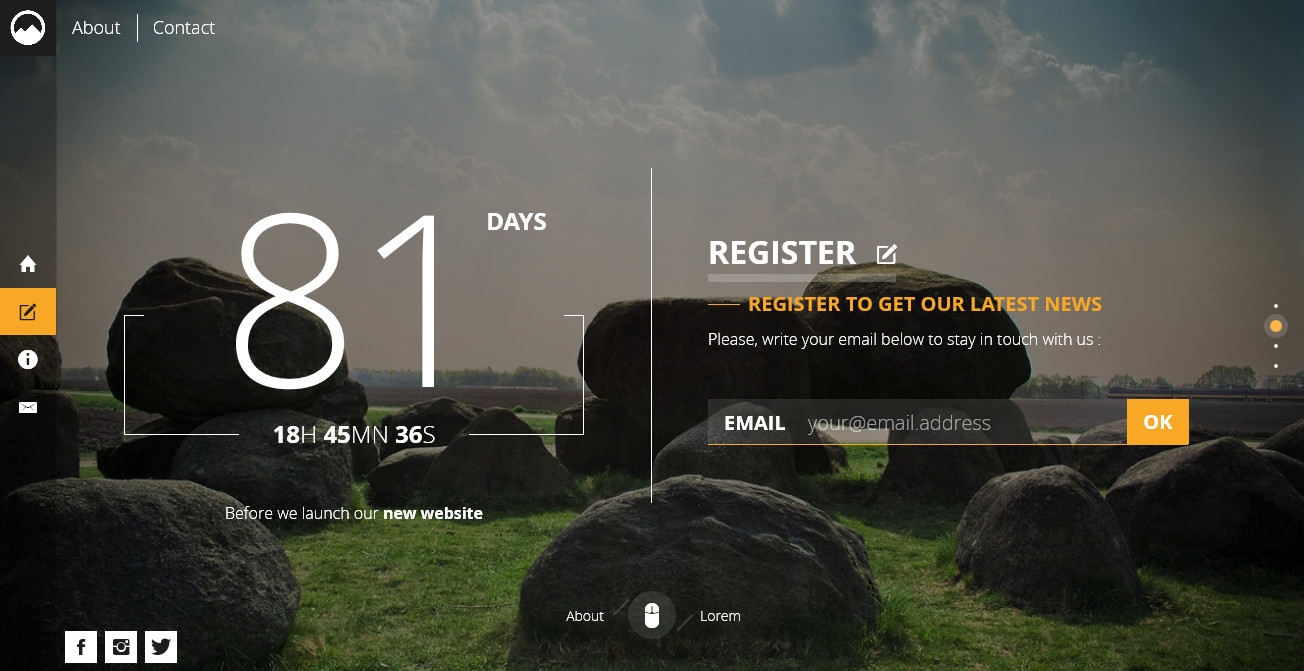 About
Contact
81
DAYS
18H 45MN 36S
Before we launch our new website
REGISTER
REGISTER TO GET OUR LATEST NEWS
Please, write your email below to stay in touch with us :
EMAIL your@email.address OK
About
Lorem